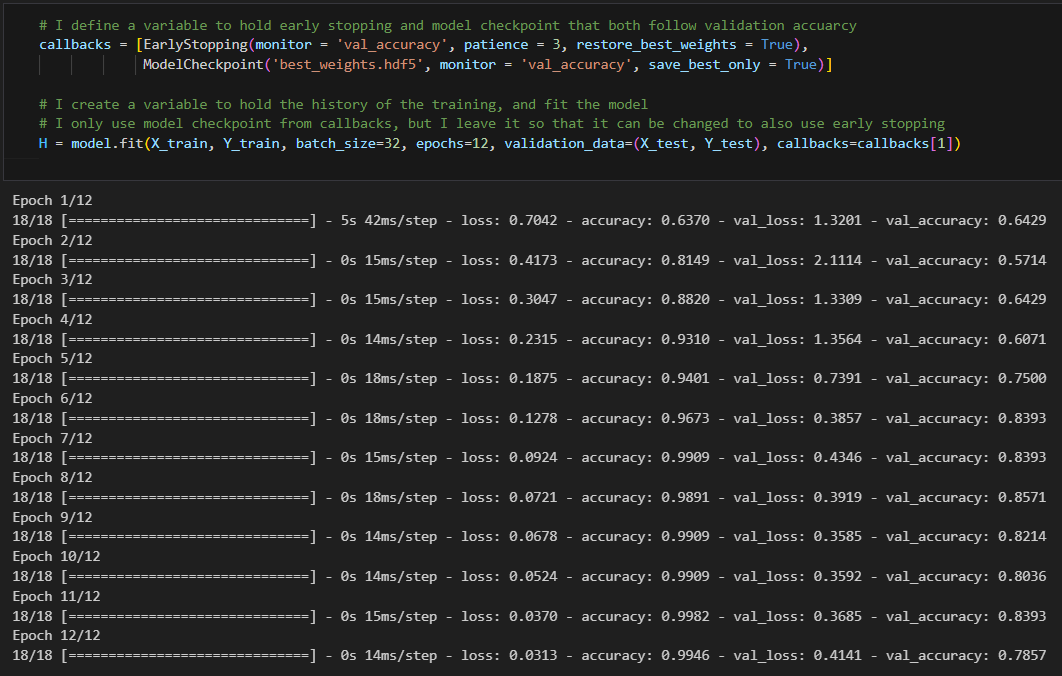 # I define a variable to hold early stopping and model checkpoint that both follow validation accuarcy
callbacks = [EarlyStopping(monitor = 'val_accuracy', patience = 3, restore_best_weights = True),
ModelCheckpoint('best_weights.hdf5', monitor = 'val_accuracy', save_best_only = True)]
# I create a variable to hold the history of the training, and fit the model
# I only use model checkpoint from callbacks, but I leave it so that it can be changed to also use early stopping
H = model.fit(X_train, Y_train, batch_size=32, epochs=12, validation_data=(X_test, Y_test), callbacks=callbacks[1])
Epoch 1/12
18/18 [==============================] - 5s 42ms/step - loss: 0.7042 - accuracy: 0.6370 - val_loss: 1.3201 - val_accuracy: 0.6429
Epoch 2/12
18/18 [==============================] - 0s 15ms/step - loss: 0.4173 - accuracy: 0.8149 - val_loss: 2.1114 - val_accuracy: 0.5714
Epoch 3/12
18/18 [==============================] - 0s 15ms/step - loss: 0.3047 - accuracy: 0.8820 - val_loss: 1.3309 - val_accuracy: 0.6429
Epoch 4/12
18/18 [==============================] - 0s 14ms/step - loss: 0.2315 - accuracy: 0.9310 - val_loss: 1.3564 - val_accuracy: 0.6071
Epoch 5/12
18/18 [==============================] - 0s 18ms/step - loss: 0.1875 - accuracy: 0.9401 - val_loss: 0.7391 - val_accuracy: 0.7500
Epoch 6/12
18/18 [==============================] - 0s 18ms/step - loss: 0.1278 - accuracy: 0.9673 - val_loss: 0.3857 - val_accuracy: 0.8393
Epoch 7/12
18/18 [==============================] - 0s 15ms/step - loss: 0.0924 - accuracy: 0.9909 - val_loss: 0.4346 - val_accuracy: 0.8393
Epoch 8/12
18/18 [==============================] - 0s 18ms/step - loss: 0.0721 - accuracy: 0.9891 - val_loss: 0.3919 - val_accuracy: 0.8571
Epoch 9/12
18/18 [==============================] - 0s 14ms/step - loss: 0.0678 - accuracy: 0.9909 - val_loss: 0.3585 - val_accuracy: 0.8214
Epoch 10/12
18/18 [==============================] - 0s 14ms/step - loss: 0.0524 - accuracy: 0.9909 - val_loss: 0.3592 - val_accuracy: 0.8036
Epoch 11/12
18/18 [==============================] - 0s 15ms/step - loss: 0.0370 - accuracy: 0.9982 - val_loss: 0.3685 - val_accuracy: 0.8393
Epoch 12/12
18/18 [==============================] - 0s 14ms/step - loss: 0.0313 - accuracy: 0.9946 - val_loss: 0.4141 - val_accuracy: 0.7857